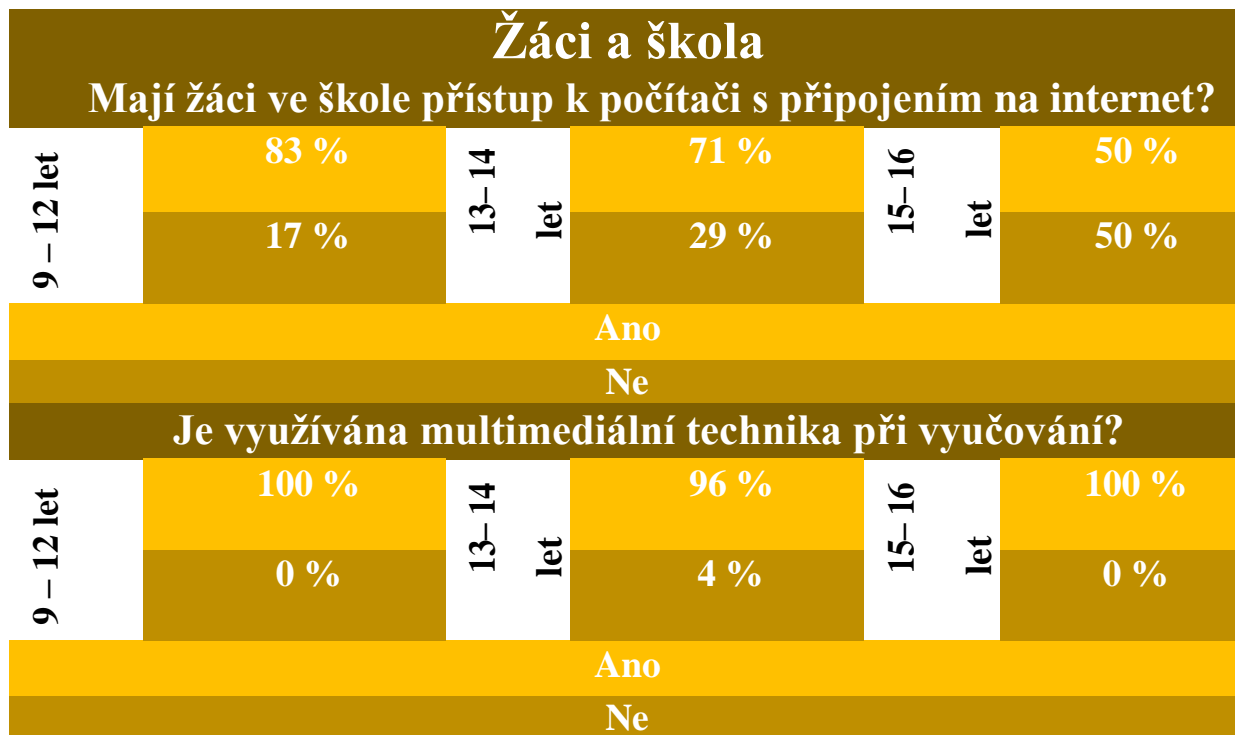 Žáci a škola
Mají žáci ve škole přístup k počítači s připojením na internet?
9 – 12 let
83 %
17 %
13– 14
let
71 %
29 %
15– 16
let
50 %
50 %
Ano
Ne
Je využívána multimediální technika při vyučování?
9 – 12 let
100 %
0 %
13– 14
let
96 %
4 %
15– 16
let
100 %
0 %
Ano
Ne